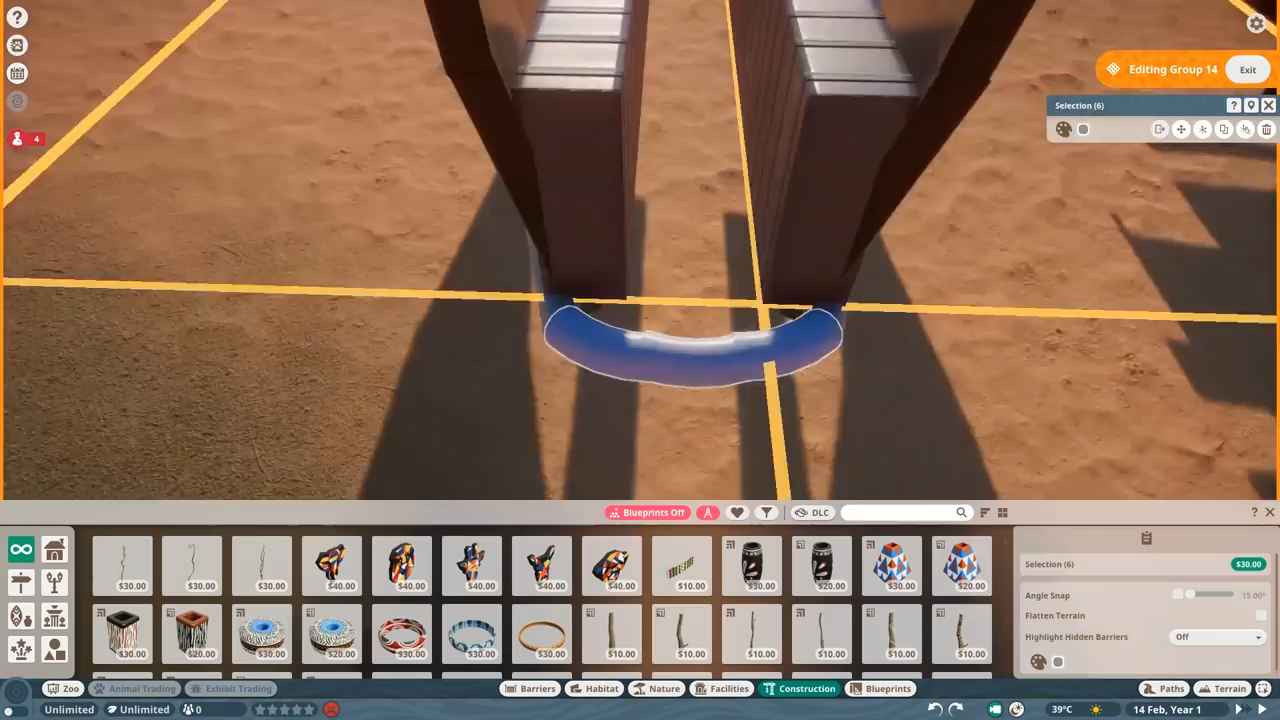 ?
Editing Group 14 Exit
Selection (6) ?
4
Blueprints Off DLC ?
$30.00 $30.00 $30.00 $40.00 $40.00 $40.00 $40.00 $40.00 $10.00 $30.00 $20.00 $30.00 $20.00
Selection (6) $30.00
Angle Snap 15.00°
Flatten Terrain
Highlight Hidden Barriers Off
$30.00 $20.00 $30.00 $20.00 $30.00 $30.00 $30.00 $10.00 $10.00 $10.00 $10.00 $10.00 $10.00
Zoo Animal Trading Exhibit Trading Barriers Habitat Nature Facilities Construction Blueprints Paths Terrain
Unlimited Unlimited 0 39°C 14 Feb, Year 1